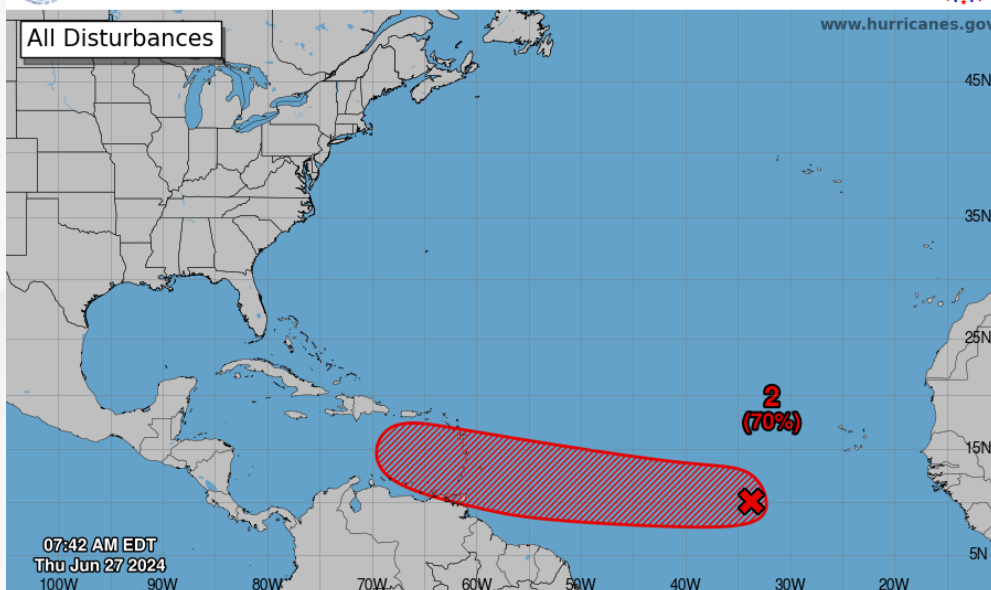 www.hurricanes.gov
All Disturbances
45N
35N
25N
2
(70%)
15N
5N
07:42 AM EDT
Thu Jun 27 2024
100W 90W 80W 70W 60W 50W 40W 30W 20W